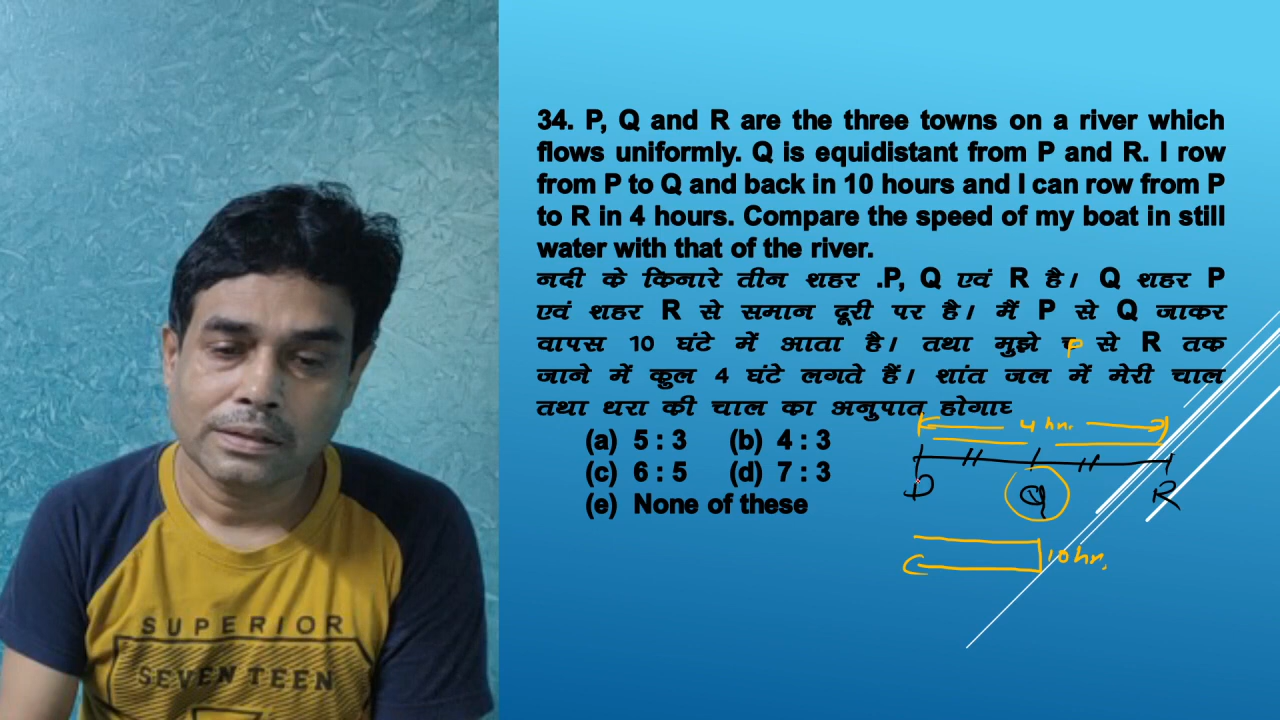 34. P, Q and R are the three towns on a river which
flows uniformly. Q is equidistant from P and R. I row
from P to Q and back in 10 hours and I can row from P
to R in 4 hours. Compare the speed of my boat in still
water with that of the river.
नदी के किनारे तीन शहर .P, Q एवं R है। Q शहर P
एवं शहर R से समान दूरी पर है। मैं P से Q जाकर
वापस 10 घंटे में आता है। तथा मुझे P से R तक
जाने में कुल 4 घंटे लगते हैं। शांत जल में मेरी चाल
तथा धरा की चाल का अनुपात होगाघ
(a) 5 : 3 (b) 4 : 3
(c) 6 : 5 (d) 7 : 3
(e) None of these
4 hr.
P Q R
10 hr.
SUPERIOR
SEVENTEEN